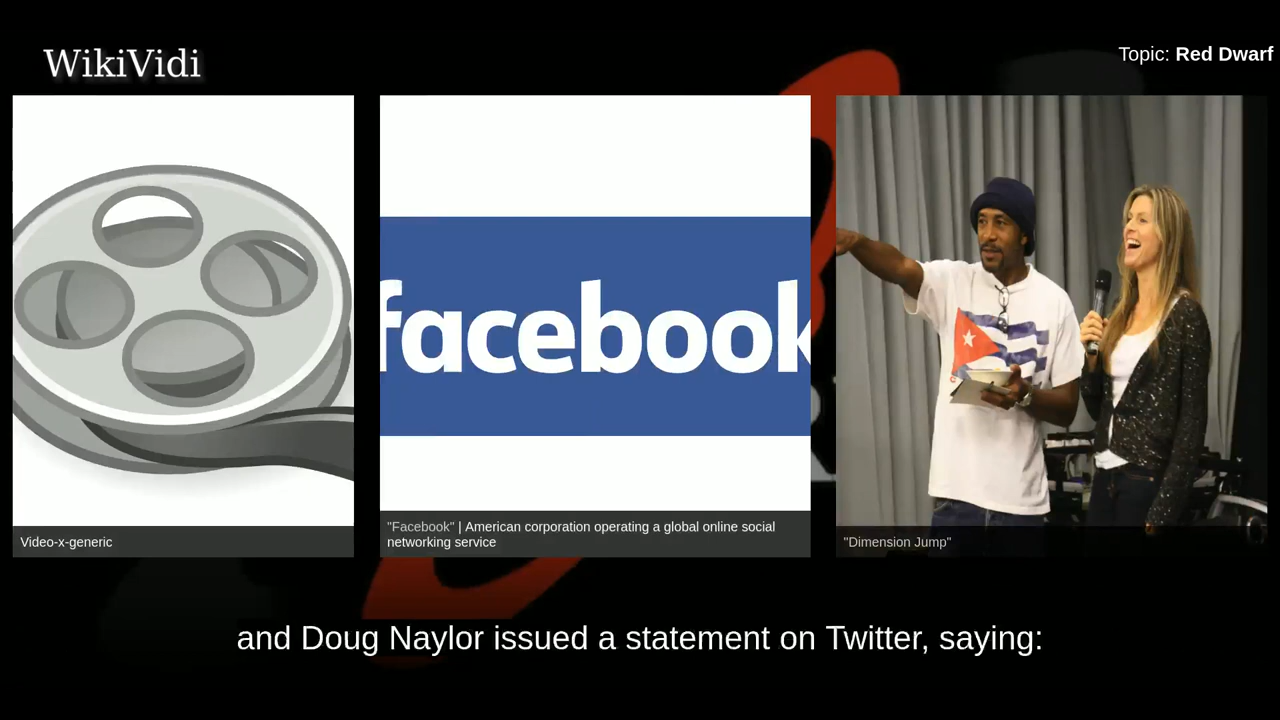 WikiVidi
Topic: Red Dwarf
facebook
Video-x-generic
"Facebook" | American corporation operating a global online social
networking service
"Dimension Jump"
and Doug Naylor issued a statement on Twitter, saying: